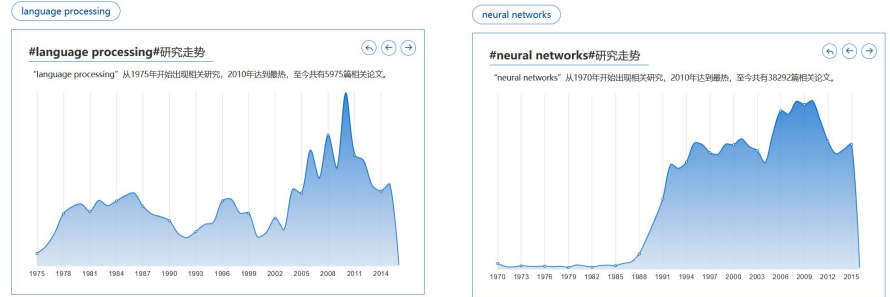 language processing
#language processing#研究走势
“language processing”从1975年开始出现相关研究，2010年达到最热，至今共有5975篇相关论文。
1975 1978 1981 1984 1987 1990 1993 1996 1999 2002 2005 2008 2011 2014
neural networks
#neural networks#研究走势
“neural networks”从1970年开始出现相关研究，2010年达到最热，至今共有38292篇相关论文。
1970 1973 1976 1979 1982 1985 1988 1991 1994 1997 2000 2003 2006 2009 2012 2015